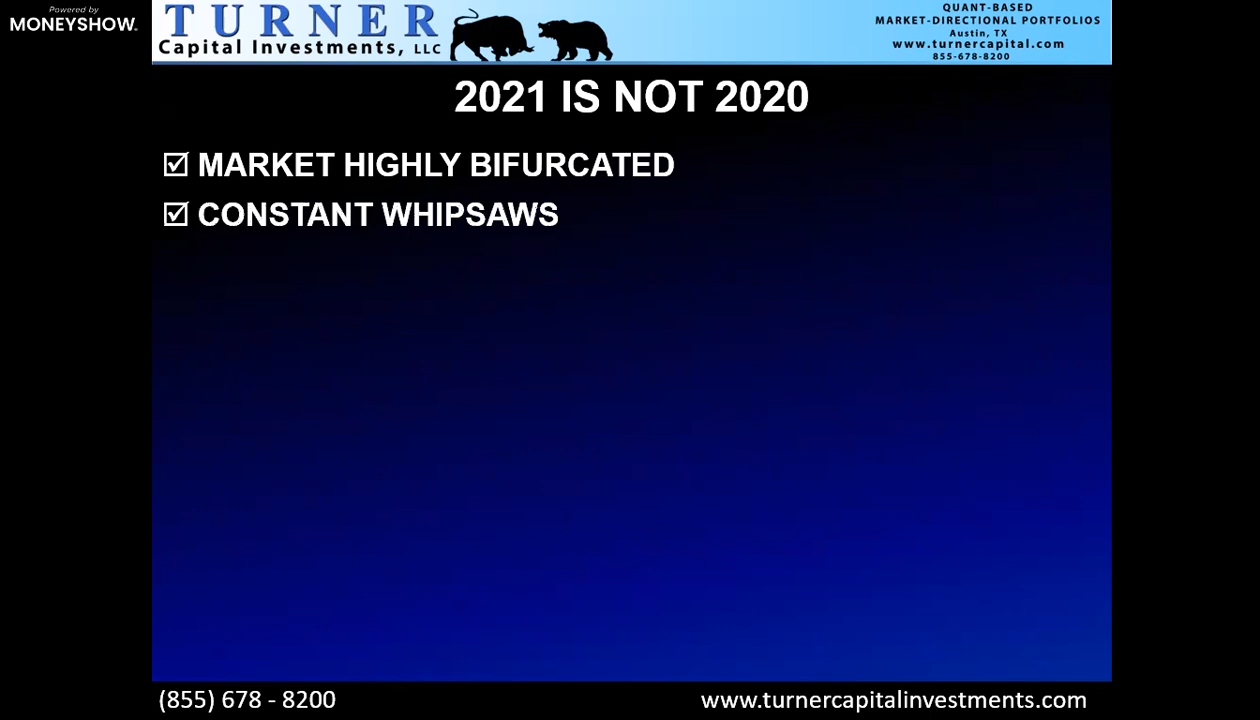 Powered by
MONEYSHOW.
TURNER
Capital Investments, LLC
QUANT-BASED
MARKET-DIRECTIONAL PORTFOLIOS
Austin, TX
www.turnercapital.com
855-678-8200
2021 IS NOT 2020
☑ MARKET HIGHLY BIFURCATED
☑ CONSTANT WHIPSAWS
(855) 678 - 8200
www.turnercapitalinvestments.com